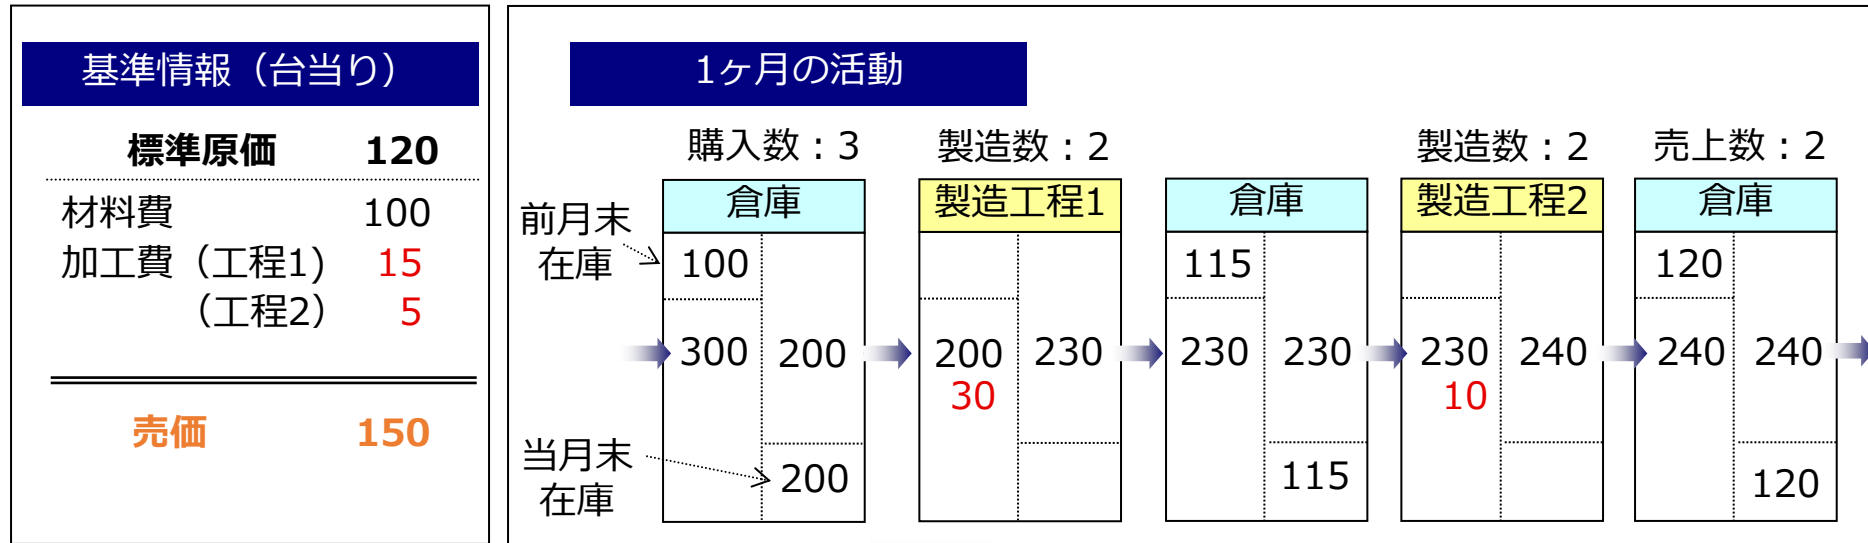 基準情報（台当り）
標準原価 120
材料費 100
加工費（工程1) 15
（工程2） 5
売価 150
1ヶ月の活動
購入数：3 製造数：2 製造数：2 売上数：2
倉庫 製造工程1 倉庫 製造工程2 倉庫
前月末
在庫
100 115 120
300 200 200 230 230 230 230 240 240 240
30 10
当月末
在庫
200 115 120